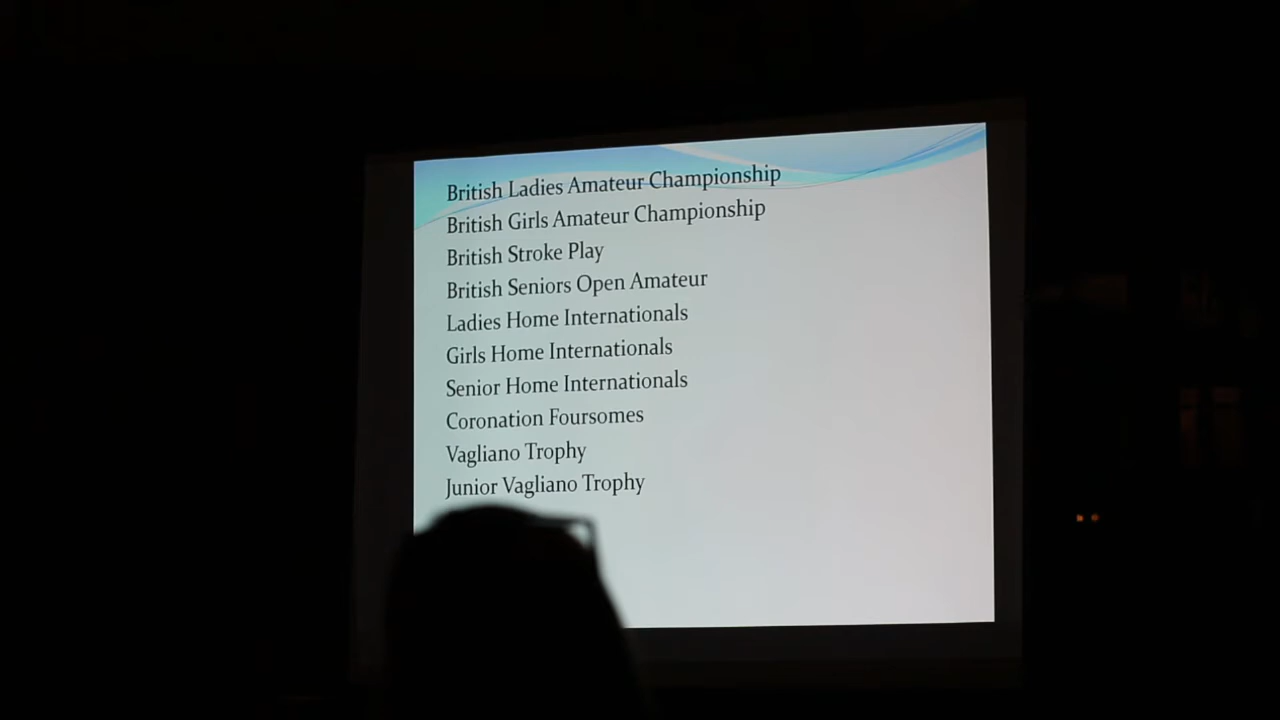 British Ladies Amateur Championship
British Girls Amateur Championship
British Stroke Play
British Seniors Open Amateur
Ladies Home Internationals
Girls Home Internationals
Senior Home Internationals
Coronation Foursomes
Vagliano Trophy
Junior Vagliano Trophy